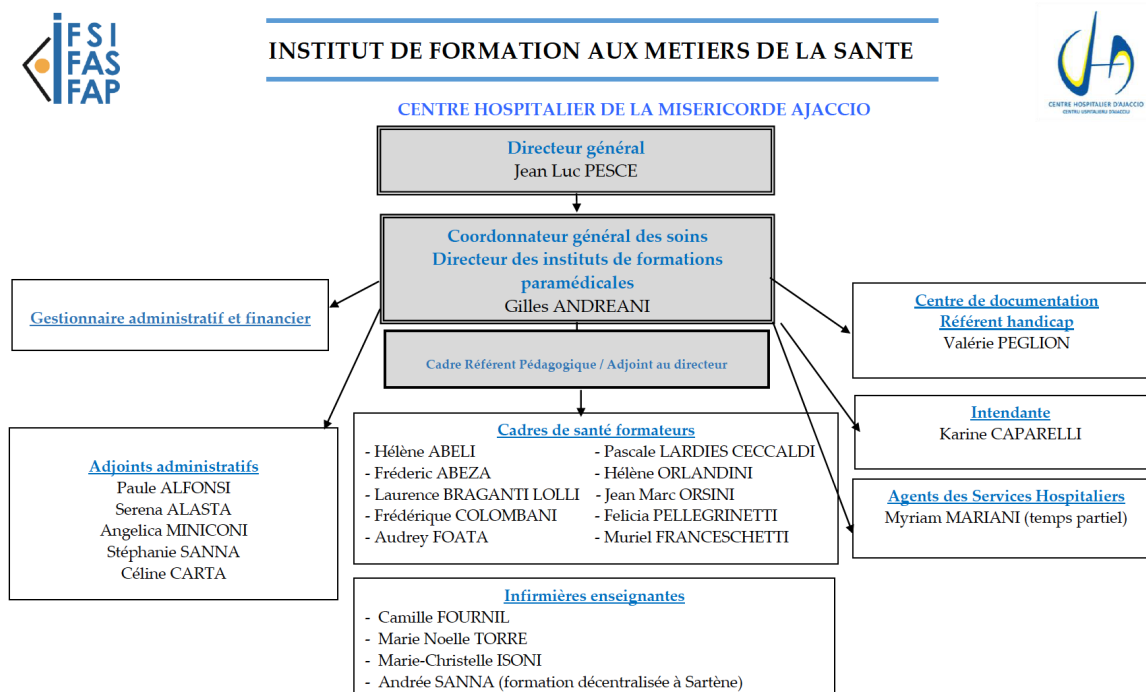 iFSI
FAS
FAP
INSTITUT DE FORMATION AUX METIERS DE LA SANTE
CENTRE HOSPITALIER D'AJACCIO
CENTRU USPITALIERU D'AIACCIU
CENTRE HOSPITALIER DE LA MISERICORDE AJACCIO
Directeur général
Jean Luc PESCE
Coordonnateur général des soins
Directeur des instituts de formations
paramédicales
Gilles ANDREANI
Gestionnaire administratif et financier
Centre de documentation
Référent handicap
Valérie PEGLION
Cadre Référent Pédagogique / Adjoint au directeur
Intendante
Karine CAPARELLI
Adjoints administratifs
Paule ALFONSI
Serena ALASTA
Angelica MINICONI
Stéphanie SANNA
Céline CARTA
Cadres de santé formateurs
- Hélène ABELI
- Fréderic ABEZA
- Laurence BRAGANTI LOLLI
- Frédérique COLOMBANI
- Audrey FOATA
- Pascale LARDIES CECCALDI
- Hélène ORLANDINI
- Jean Marc ORSINI
- Felicia PELLEGRINETTI
- Muriel FRANCESCHETTI
Agents des Services Hospitaliers
Myriam MARIANI (temps partiel)
Infirmières enseignantes
- Camille FOURNIL
- Marie Noelle TORRE
- Marie-Christelle ISONI
- Andrée SANNA (formation décentralisée à Sartène)